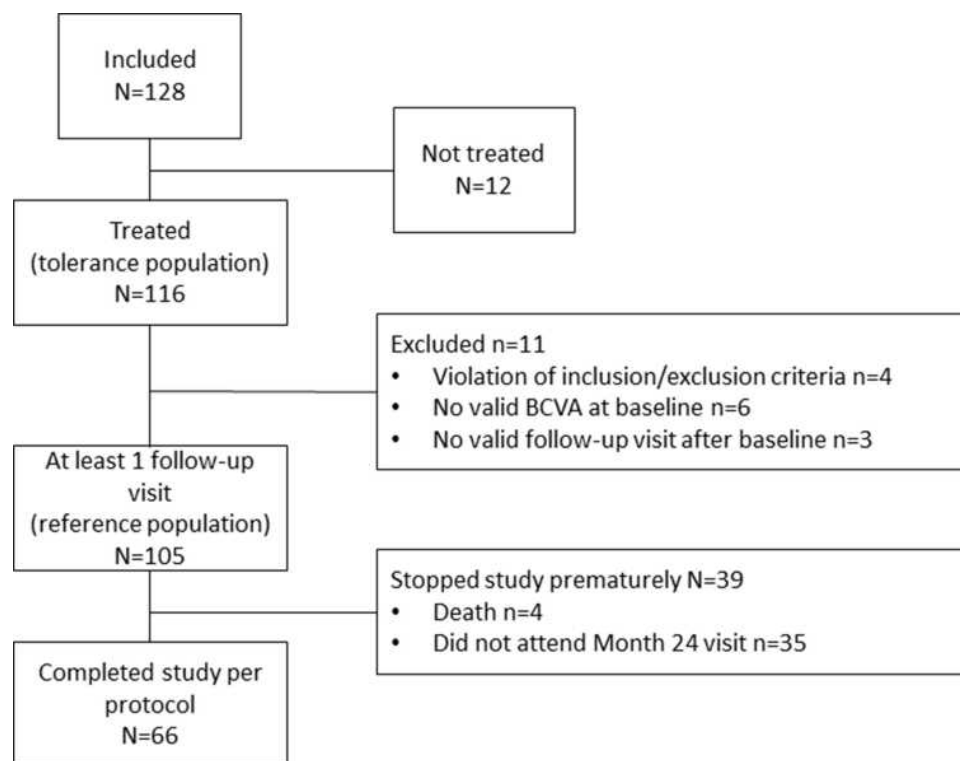 Included
N=128
Not treated
N=12
Treated
(tolerance population)
N=116
Excluded n=11
• Violation of inclusion/exclusion criteria n=4
• No valid BCVA at baseline n=6
• No valid follow-up visit after baseline n=3
At least 1 follow-up
visit
(reference population)
N=105
Stopped study prematurely N=39
• Death n=4
• Did not attend Month 24 visit n=35
Completed study per
protocol
N=66